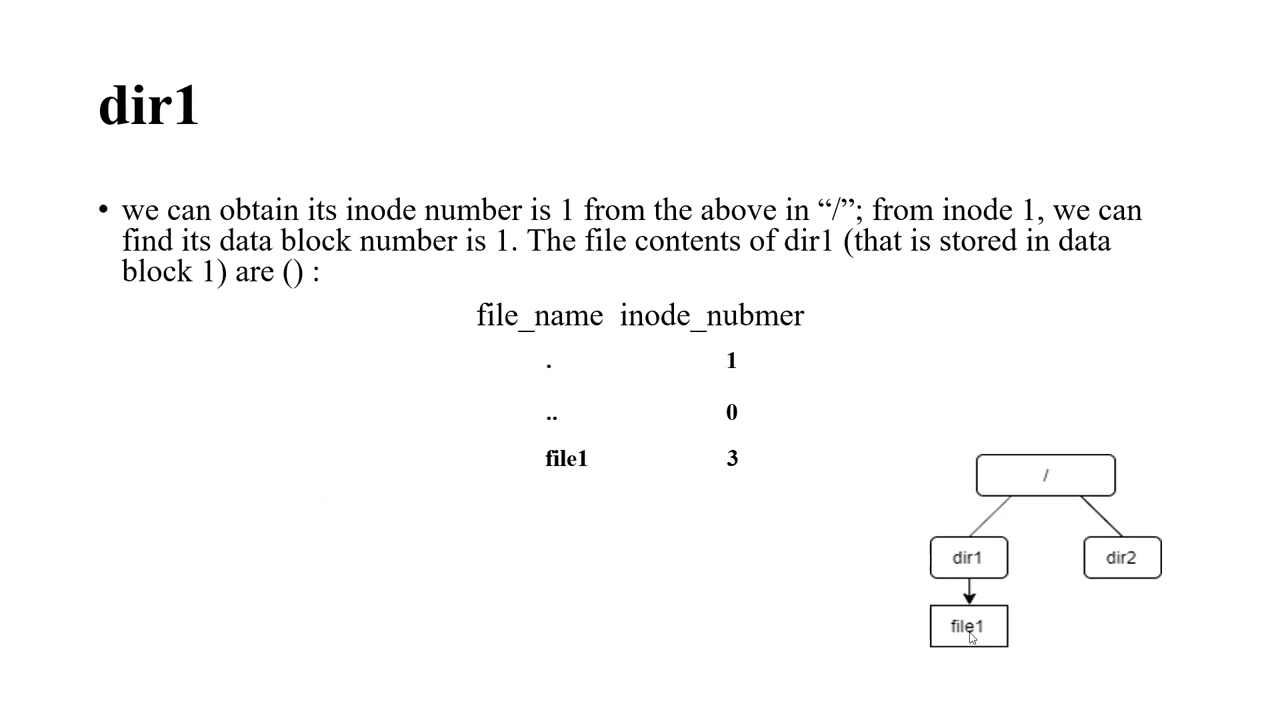 dir1
• we can obtain its inode number is 1 from the above in “/”; from inode 1, we can
find its data block number is 1. The file contents of dir1 (that is stored in data
block 1) are () :
file_name inode_nubmer
. 1
.. 0
file1 3
/
dir1 dir2
file1